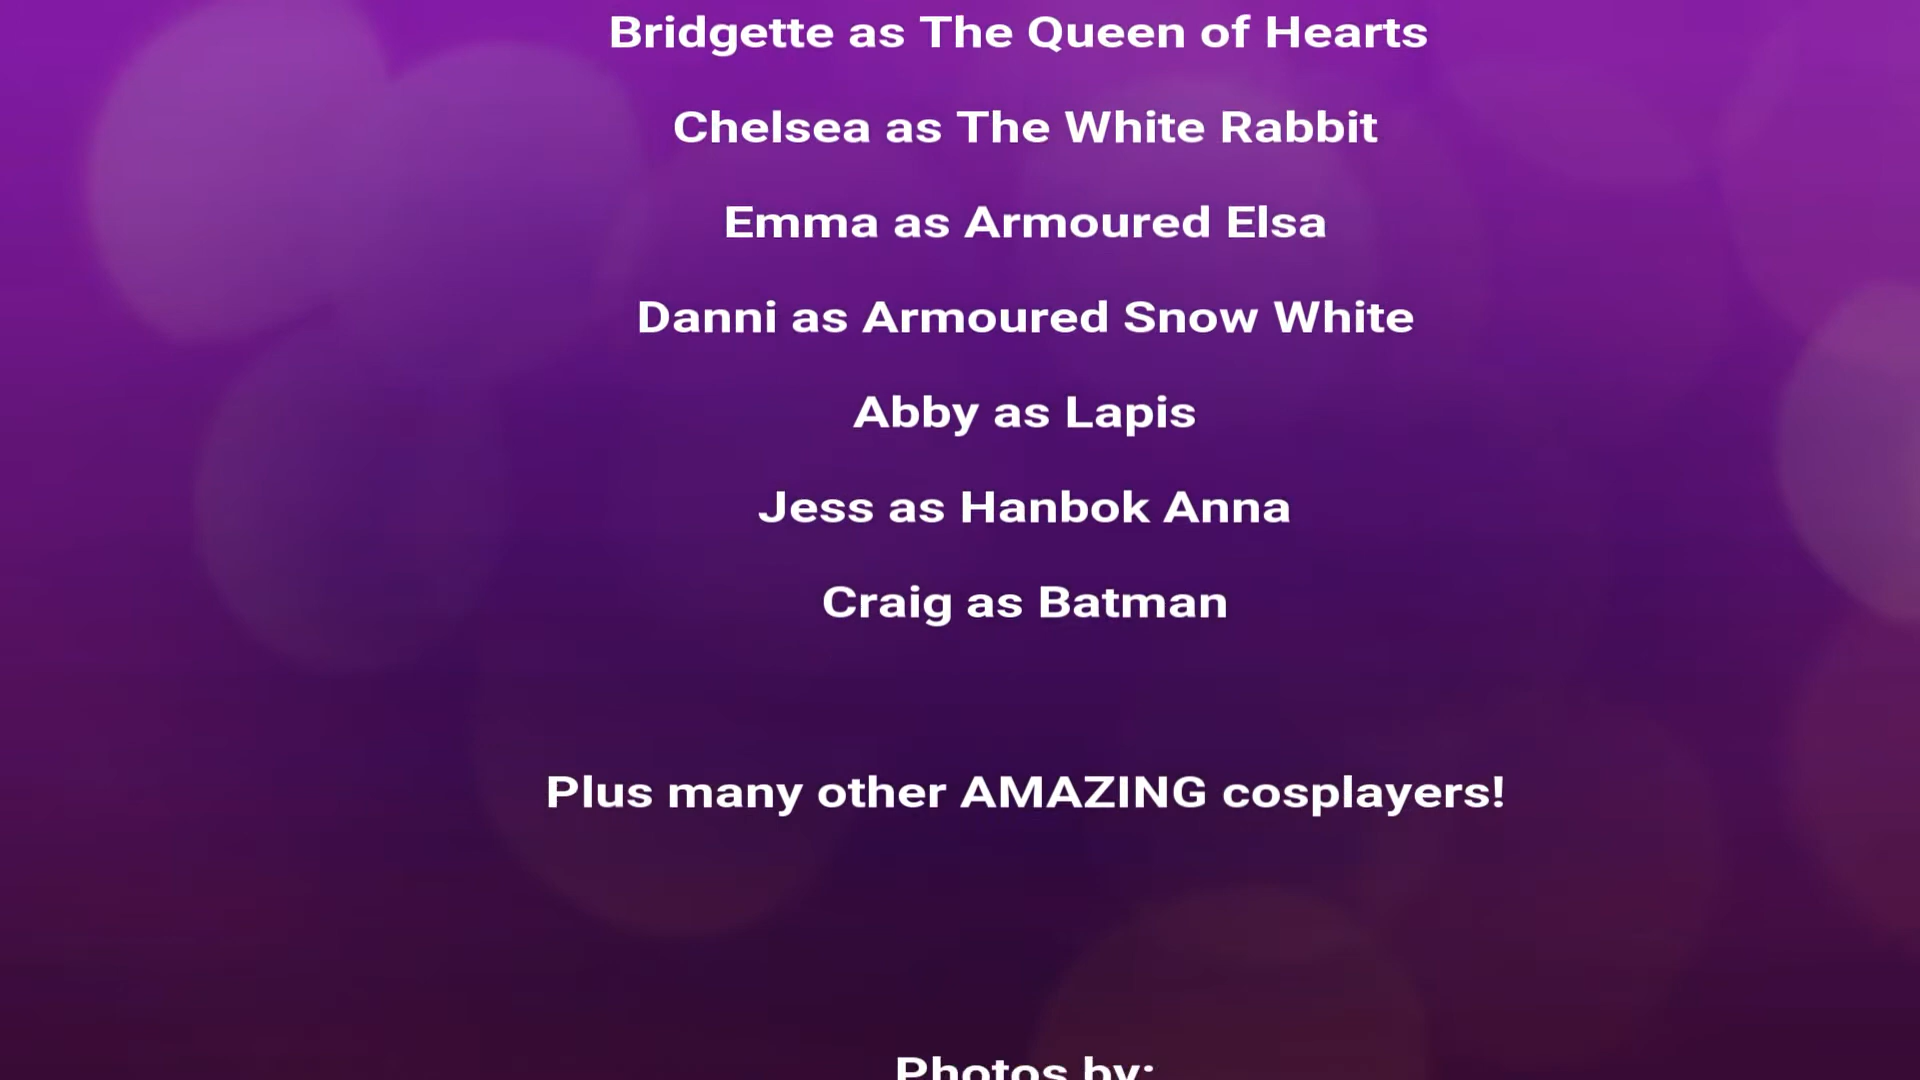 Bridgette as The Queen of Hearts
Chelsea as The White Rabbit
Emma as Armoured Elsa
Danni as Armoured Snow White
Abby as Lapis
Jess as Hanbok Anna
Craig as Batman
Plus many other AMAZING cosplayers!
Photos by: